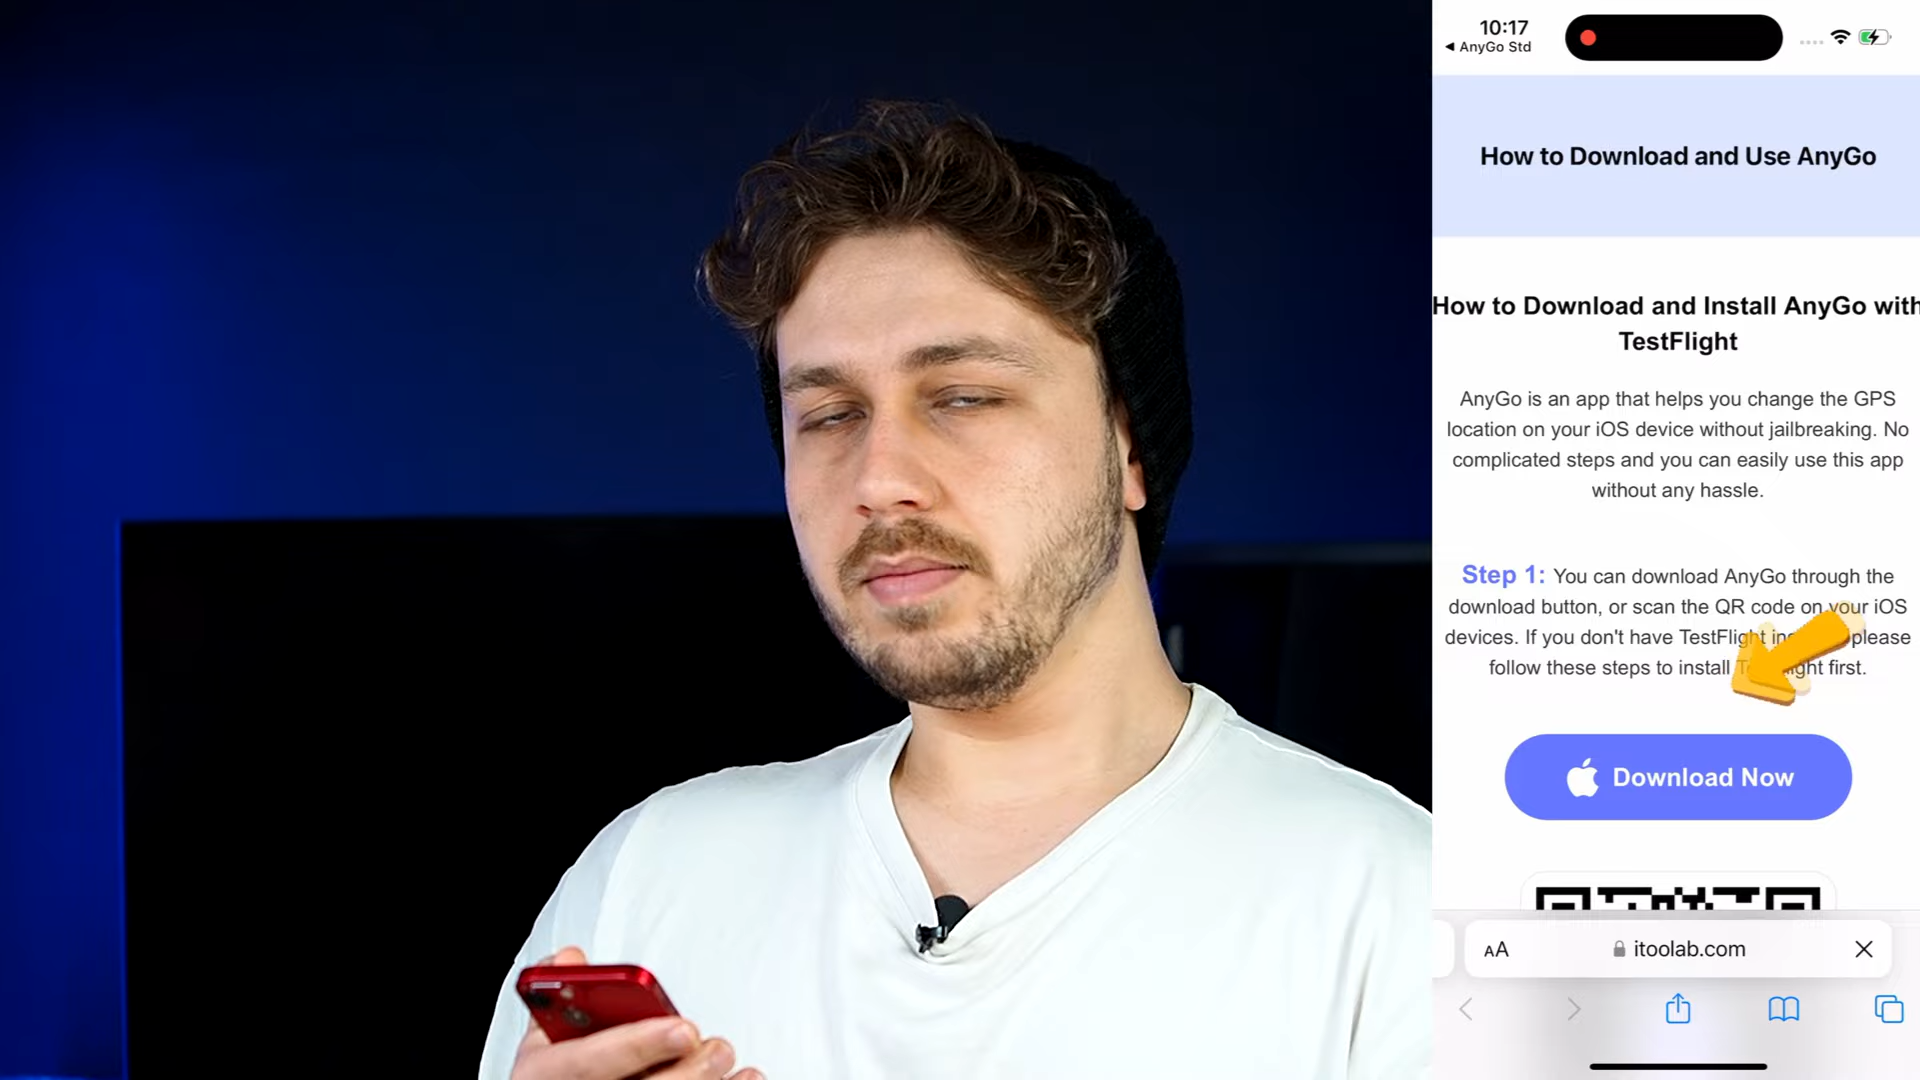 10:17
◀ AnyGo Std
How to Download and Use AnyGo
How to Download and Install AnyGo with
TestFlight
AnyGo is an app that helps you change the GPS
location on your iOS device without jailbreaking. No
complicated steps and you can easily use this app
without any hassle.
Step 1: You can download AnyGo through the
download button, or scan the QR code on your iOS
devices. If you don't have TestFlight please
follow these steps to install TestFlight first.
Download Now
AA
itoolab.com